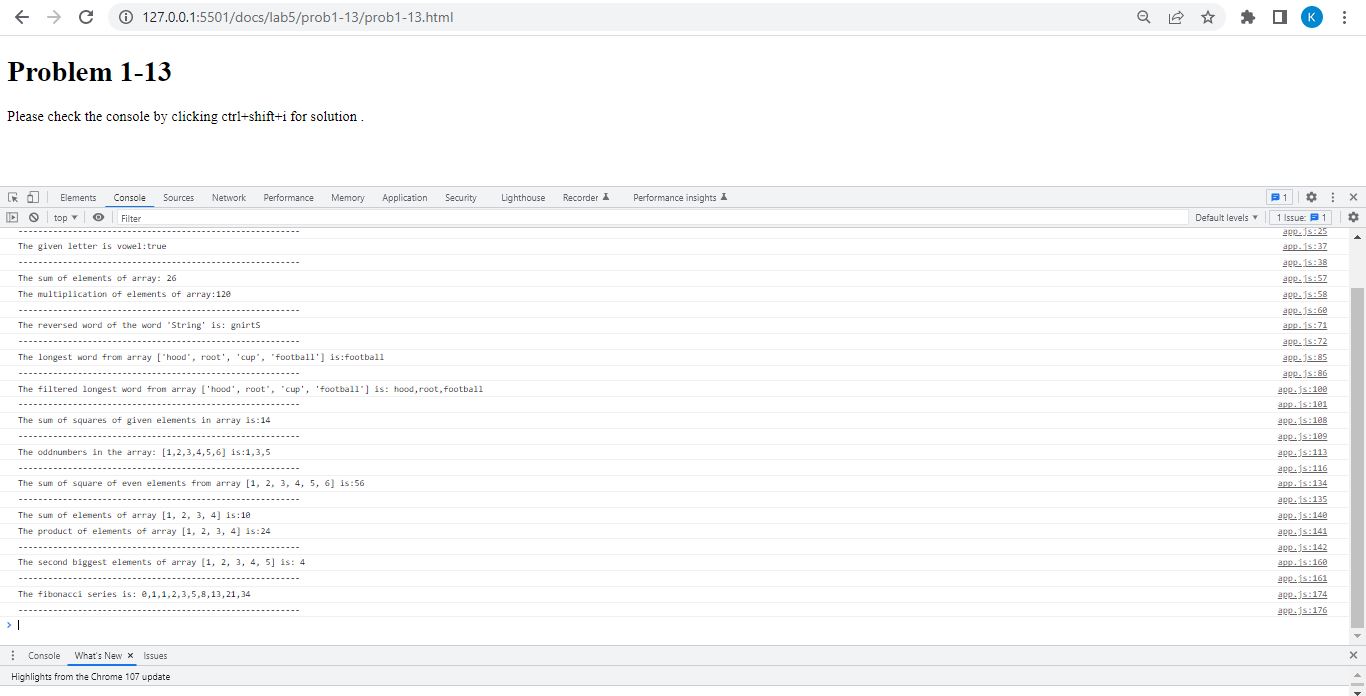 127.0.0.1:5501/docs/lab5/prob1-13/prob1-13.html
K
Problem 1-13
Please check the console by clicking ctrl+shift+i for solution .
Elements Console Sources Network Performance Memory Application Security Lighthouse Recorder Performance insights 1
top Filter Default levels 1 Issue: 1
--------------------------------------------------------- app.js:25
The given letter is vowel:true app.js:37
--------------------------------------------------------- app.js:38
The sum of elements of array: 26 app.js:57
The multiplication of elements of array:120 app.js:58
--------------------------------------------------------- app.js:60
The reversed word of the word 'String' is: gnirtS app.js:71
--------------------------------------------------------- app.js:72
The longest word from array ['hood', root', 'cup', 'football'] is:football app.js:85
--------------------------------------------------------- app.js:86
The filtered longest word from array ['hood', root', 'cup', 'football'] is: hood,root,football app.js:100
--------------------------------------------------------- app.js:101
The sum of squares of given elements in array is:14 app.js:108
--------------------------------------------------------- app.js:109
The oddnumbers in the array: [1,2,3,4,5,6] is:1,3,5 app.js:113
--------------------------------------------------------- app.js:116
The sum of square of even elements from array [1, 2, 3, 4, 5, 6] is:56 app.js:134
--------------------------------------------------------- app.js:135
The sum of elements of array [1, 2, 3, 4] is:10 app.js:140
The product of elements of array [1, 2, 3, 4] is:24 app.js:141
--------------------------------------------------------- app.js:142
The second biggest elements of array [1, 2, 3, 4, 5] is: 4 app.js:160
--------------------------------------------------------- app.js:161
The fibonacci series is: 0,1,1,2,3,5,8,13,21,34 app.js:174
--------------------------------------------------------- app.js:176
Console What's New Issues
Highlights from the Chrome 107 update